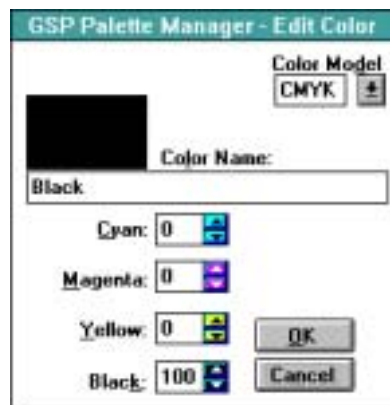 GSP Palette Manager - Edit Color
Color Model
CMYK
Color Name:
Black
Cyan: 0
Magenta: 0
Yellow: 0
OK
Black: 100
Cancel